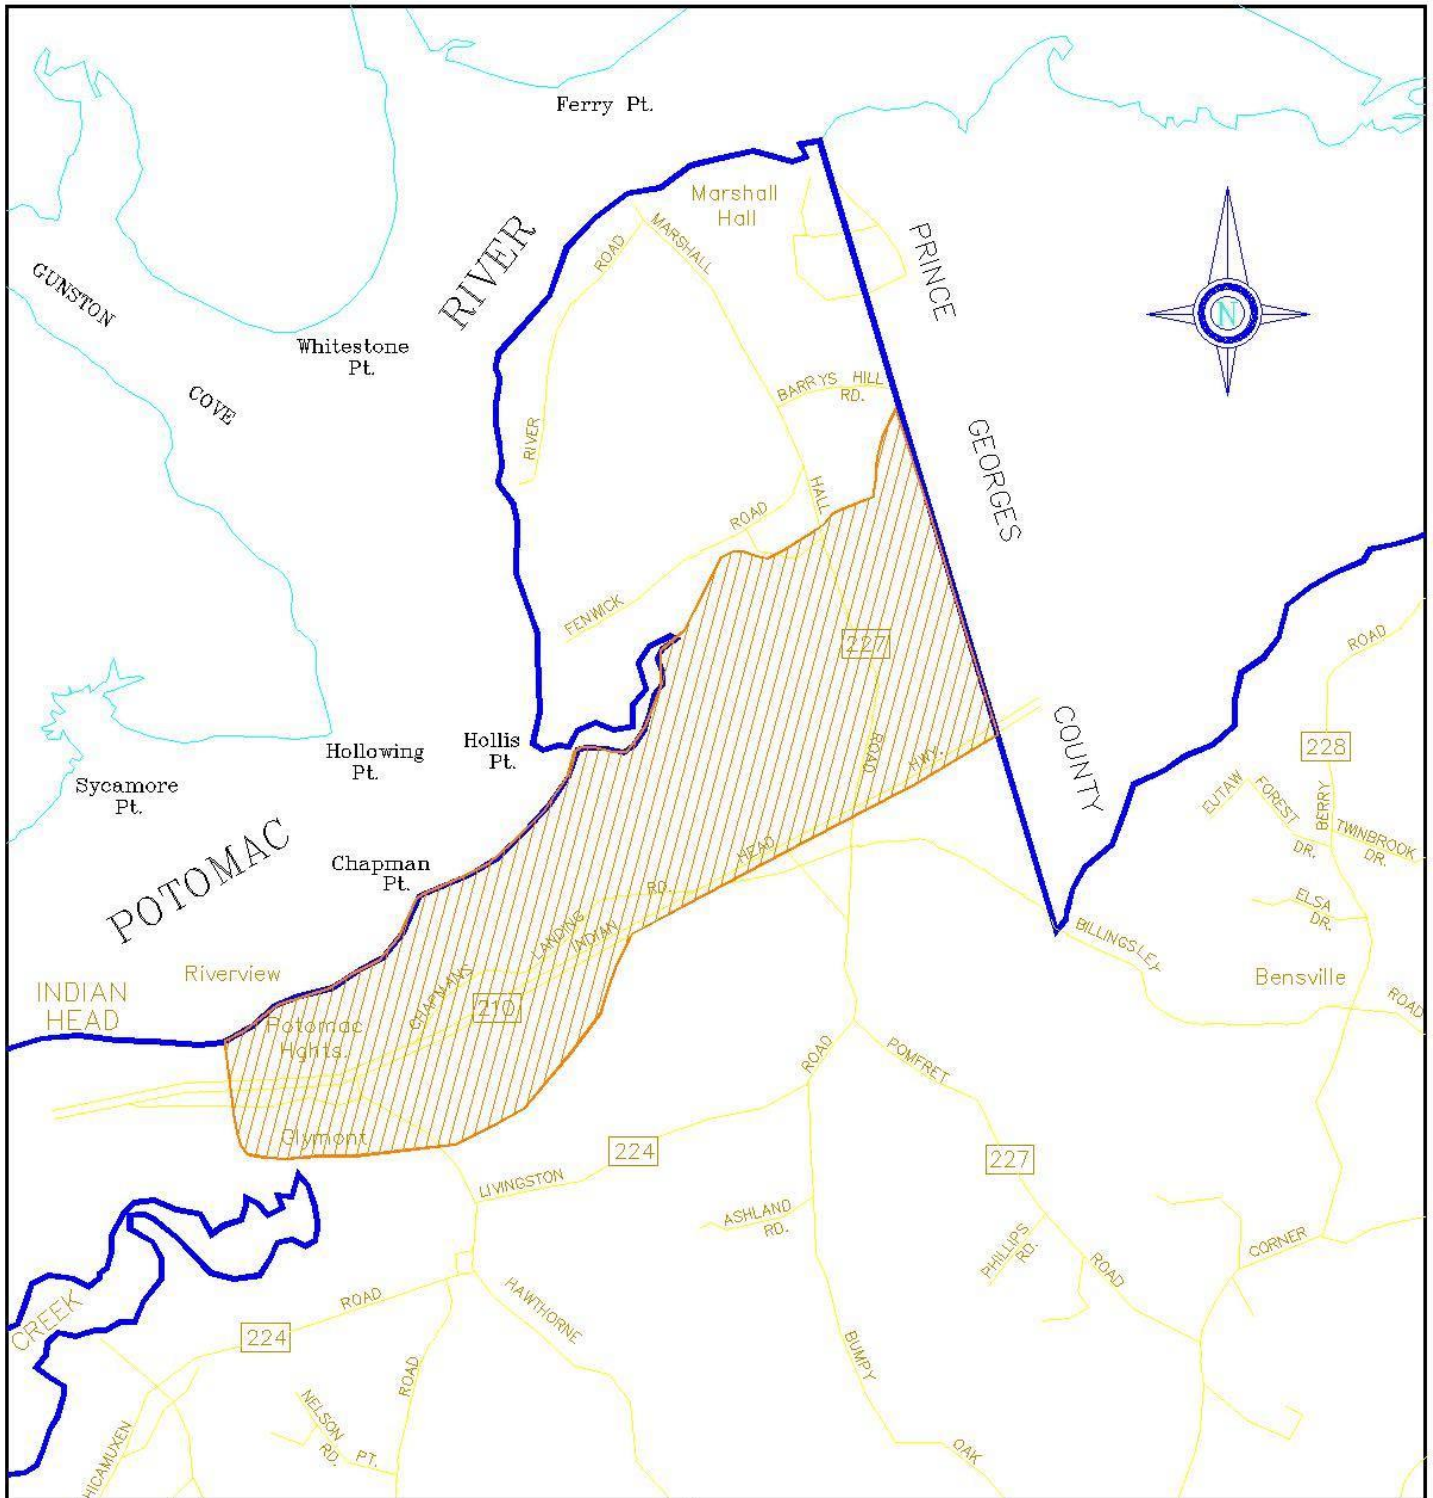 Ferry Pt.
Marshall
Hall
RIVER
ROAD
MARSHALL
PRINCE
GUNSTON
N
Whitestone
Pt.
COVE
BARRYS HILL
RD.
RIVER
GEORGES
HALL
ROAD
FENWICK
227
ROAD
COUNTY
Hollis
Pt.
Hollowing
Pt.
228
ROAD
HWY.
Sycamore
Pt.
EUTAW
FOREST
DR.
BERRY
TWINBROOK
DR.
POTOMAC
Chapman
Pt.
HEAD
RD.
ELSA
DR.
LANDING
INDIAN
BILLINGSLEY
Riverview
Bensville
INDIAN
HEAD
CHAPMANS
210
ROAD
Potomac
Hghts.
ROAD
POMFRET
Glymont
224
227
LIVINGSTON
ASHLAND
RD.
PHILLIPS
RD.
CORNER
ROAD
ROAD
HAWTHORNE
CREEK
224
ROAD
BUMPY
NELSON
RD.
PT.
OAK
HICAMUXEN